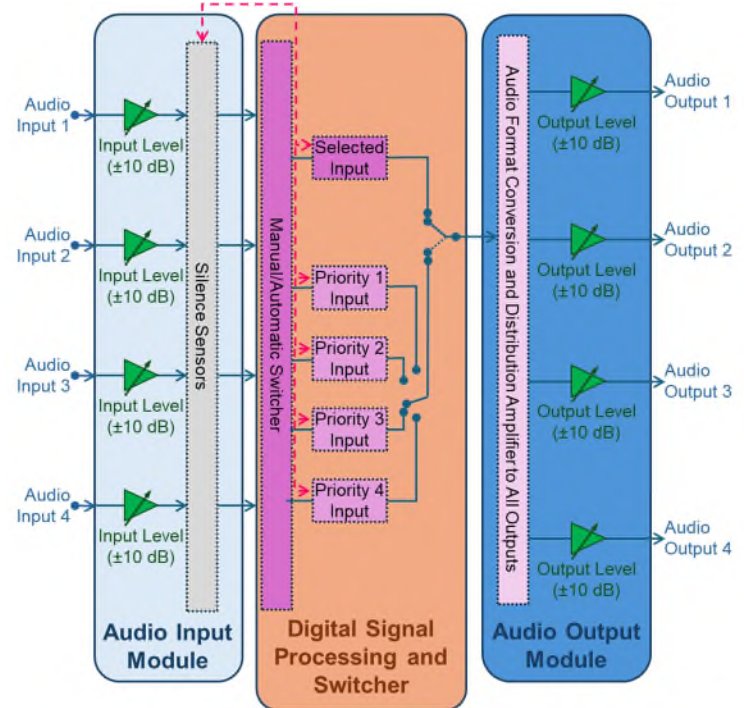 Audio
Input 1
Input Level
(±10 dB)
Audio
Input 2
Input Level
(±10 dB)
Audio
Input 3
Input Level
(±10 dB)
Audio
Input 4
Input Level
(±10 dB)
Silence Sensors
Audio Input
Module
Manual/Automatic Switcher
Selected
Input
Priority 1
Input
Priority 2
Input
Priority 3
Input
Priority 4
Input
Digital Signal
Processing and
Switcher
Audio Format Conversion and Distribution Amplifier to All Outputs
Output Level
(±10 dB)
Audio
Output 1
Output Level
(±10 dB)
Audio
Output 2
Output Level
(±10 dB)
Audio
Output 3
Output Level
(±10 dB)
Audio
Output 4
Audio Output
Module